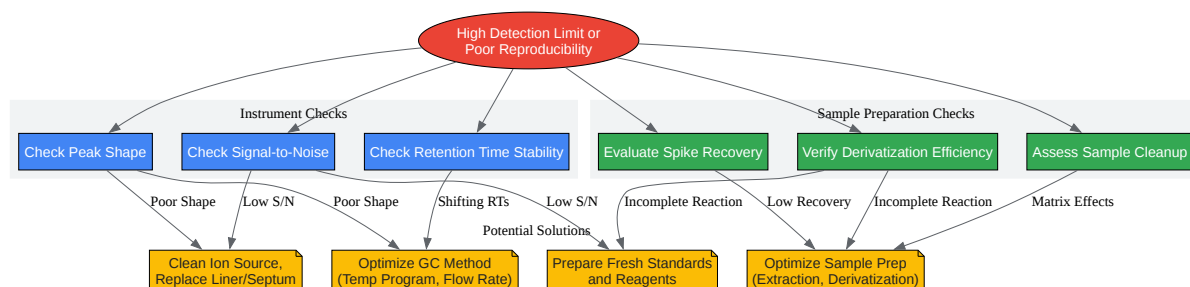 High Detection Limit or
Poor Reproducibility
Instrument Checks
Sample Preparation Checks
Check Peak Shape
Check Signal-to-Noise
Check Retention Time Stability
Evaluate Spike Recovery
Verify Derivatization Efficiency
Assess Sample Cleanup
Poor Shape
Low S/N
Poor Shape
Shifting RTs
Low S/N
Incomplete Reaction
Low Recovery
Incomplete Reaction
Matrix Effects
Potential Solutions
Clean Ion Source,
Replace Liner/Septum
Optimize GC Method
(Temp Program, Flow Rate)
Prepare Fresh Standards
and Reagents
Optimize Sample Prep
(Extraction, Derivatization)